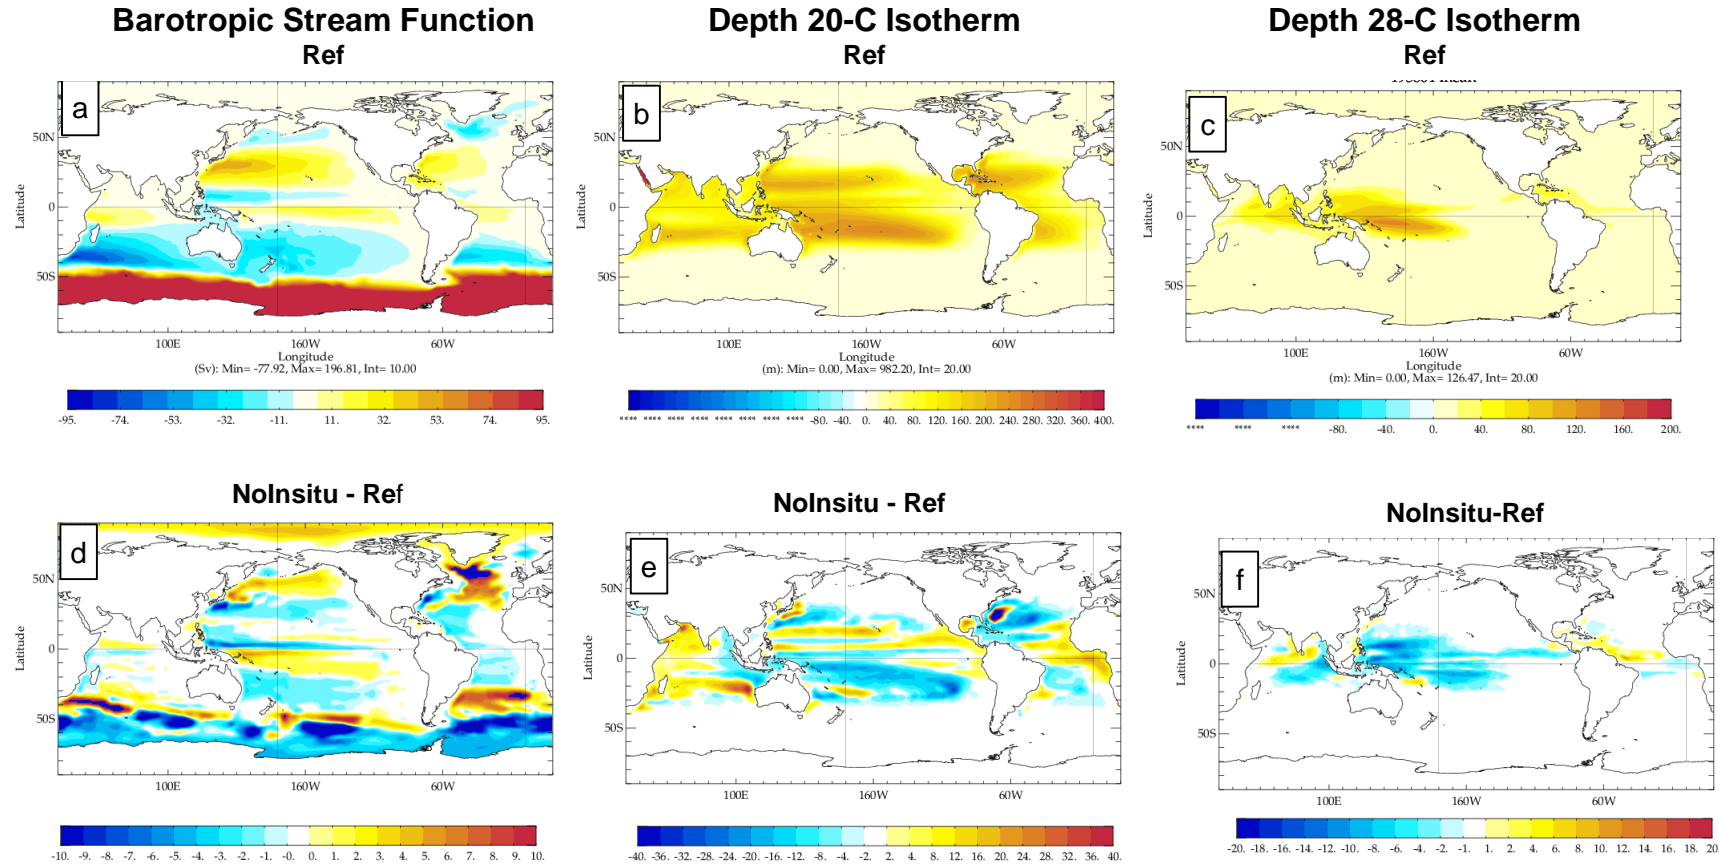 Barotropic Stream Function
Ref
Depth 20-C Isotherm
Ref
Depth 28-C Isotherm
Ref
a
50N
0
50S
Latitude
100E
160W
60W
Longitude
(Sv): Min= -77.92, Max= 196.81, Int= 10.00
-95. -74. -53. -32. -11. 11. 32. 53. 74. 95.
b
50N
0
50S
Latitude
100E
160W
60W
Longitude
(m): Min= 0.00, Max= 982.20, Int= 20.00
**** **** **** **** **** **** **** -80. -40. 0. 40. 80. 120. 160. 200. 240. 280. 320. 360. 400.
c
50N
0
50S
Latitude
100E
160W
60W
Longitude
(m): Min= 0.00, Max= 126.47, Int= 20.00
**** **** **** -80. -40. 0. 40. 80. 120. 160. 200.
NoInsitu - Ref
d
50N
0
50S
Latitude
100E
160W
60W
-10. -9. -8. -7. -6. -5. -4. -3. -2. -1. -0. 0. 1. 2. 3. 4. 5. 6. 7. 8. 9. 10.
NoInsitu - Ref
e
50N
0
50S
Latitude
100E
160W
60W
-40. -36. -32. -28. -24. -20. -16. -12. -8. -4. -2. 2. 4. 8. 12. 16. 20. 24. 28. 32. 36. 40.
NoInsitu-Ref
f
50N
0
50S
Latitude
100E
160W
60W
-20. -18. -16. -14. -12. -10. -8. -6. -4. -2. -1. 1. 2. 4. 6. 8. 10. 12. 14. 16. 18. 20